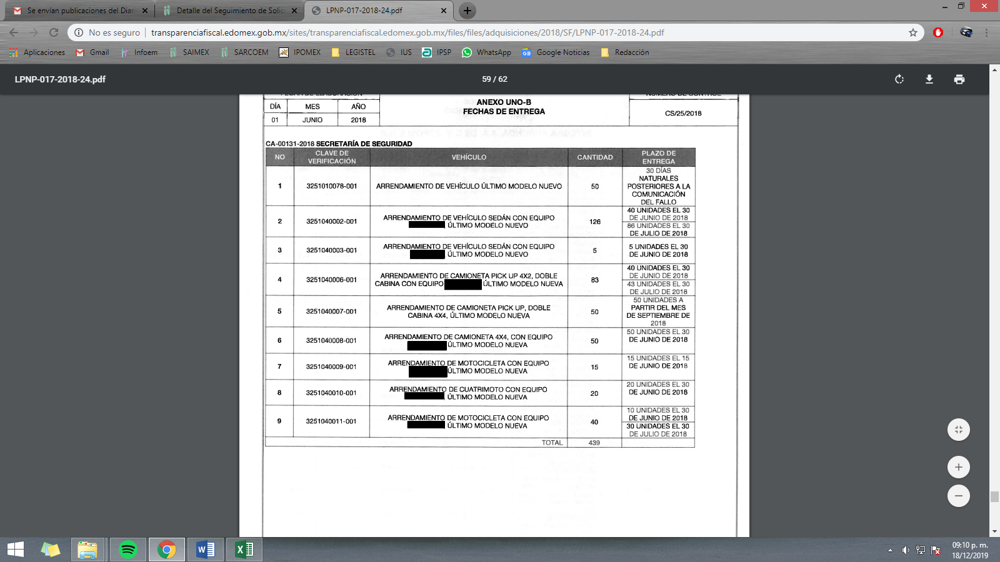 Se envían publicaciones del Diar
Detalle del Seguimiento de Solic
LPNP-017-2018-24.pdf
No es seguro
transparenciafiscal.edomex.gob.mx/sites/transparenciafiscal.edomex.gob.mx/files/files/adquisiciones/2018/SF/LPNP-017-2018-24.pdf
Aplicaciones
Gmail
Infoem
SAIMEX
SARCOEM
IPOMEX
LEGISTEL
IUS
IPSP
WhatsApp
Google Noticias
Redacción
LPNP-017-2018-24.pdf
59 / 62
DÍA MES AÑO
01 JUNIO 2018
ANEXO UNO-B
FECHAS DE ENTREGA
NÚMERO DE CONTROL
CS/25/2018
CA-00131-2018 SECRETARÍA DE SEGURIDAD
NO
CLAVE DE
VERIFICACIÓN
VEHÍCULO
CANTIDAD
PLAZO DE
ENTREGA
1
3251010078-001
ARRENDAMIENTO DE VEHÍCULO ÚLTIMO MODELO NUEVO
50
30 DÍAS
NATURALES
POSTERIORES A LA
COMUNICACIÓN
DEL FALLO
2
3251040002-001
ARRENDAMIENTO DE VEHÍCULO SEDÁN CON EQUIPO
, ÚLTIMO MODELO NUEVO
126
40 UNIDADES EL 30
DE JUNIO DE 2018
86 UNIDADES EL 30
DE JULIO DE 2018
3
3251040003-001
ARRENDAMIENTO DE VEHÍCULO SEDÁN CON EQUIPO
, ÚLTIMO MODELO NUEVO
5
5 UNIDADES EL 30
DE JUNIO DE 2018
4
3251040006-001
ARRENDAMIENTO DE CAMIONETA PICK UP 4X2, DOBLE
CABINA CON EQUIPO ÚLTIMO MODELO NUEVA
83
40 UNIDADES EL 30
DE JUNIO DE 2018
43 UNIDADES EL 30
DE JULIO DE 2018
5
3251040007-001
ARRENDAMIENTO DE CAMIONETA PICK UP, DOBLE
CABINA 4X4, ÚLTIMO MODELO NUEVA
50
50 UNIDADES A
PARTIR DEL MES
DE SEPTIEMBRE DE
2018
6
3251040008-001
ARRENDAMIENTO DE CAMIONETA 4X4, CON EQUIPO
ÚLTIMO MODELO NUEVA
50
50 UNIDADES EL 30
DE JUNIO DE 2018
7
3251040009-001
ARRENDAMIENTO DE MOTOCICLETA CON EQUIPO
ÚLTIMO MODELO NUEVA
15
15 UNIDADES EL 15
DE JUNIO DE 2018
8
3251040010-001
ARRENDAMIENTO DE CUATRIMOTO CON EQUIPO
, ÚLTIMO MODELO NUEVA
20
20 UNIDADES EL 30
DE JUNIO DE 2018
9
3251040011-001
ARRENDAMIENTO DE MOTOCICLETA CON EQUIPO
, ÚLTIMO MODELO NUEVA
40
10 UNIDADES EL 30
DE JUNIO DE 2018
30 UNIDADES EL 30
DE JULIO DE 2018
TOTAL 439
09:10 p. m.
18/12/2019